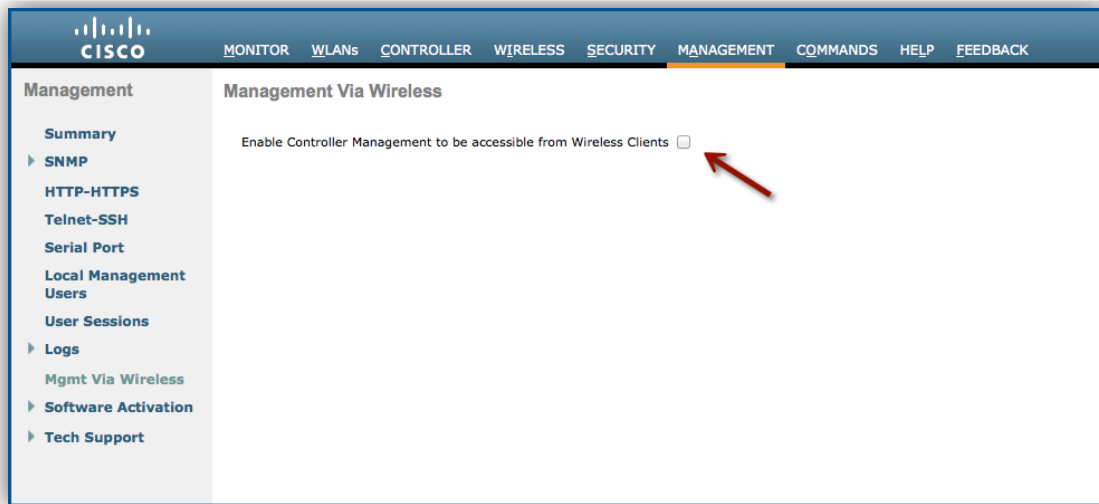 CISCO
MONITOR WLANs CONTROLLER WIRELESS SECURITY MANAGEMENT COMMANDS HELP FEEDBACK
Management
Summary
SNMP
HTTP-HTTPS
Telnet-SSH
Serial Port
Local Management
Users
User Sessions
Logs
Mgmt Via Wireless
Software Activation
Tech Support
Management Via Wireless
Enable Controller Management to be accessible from Wireless Clients